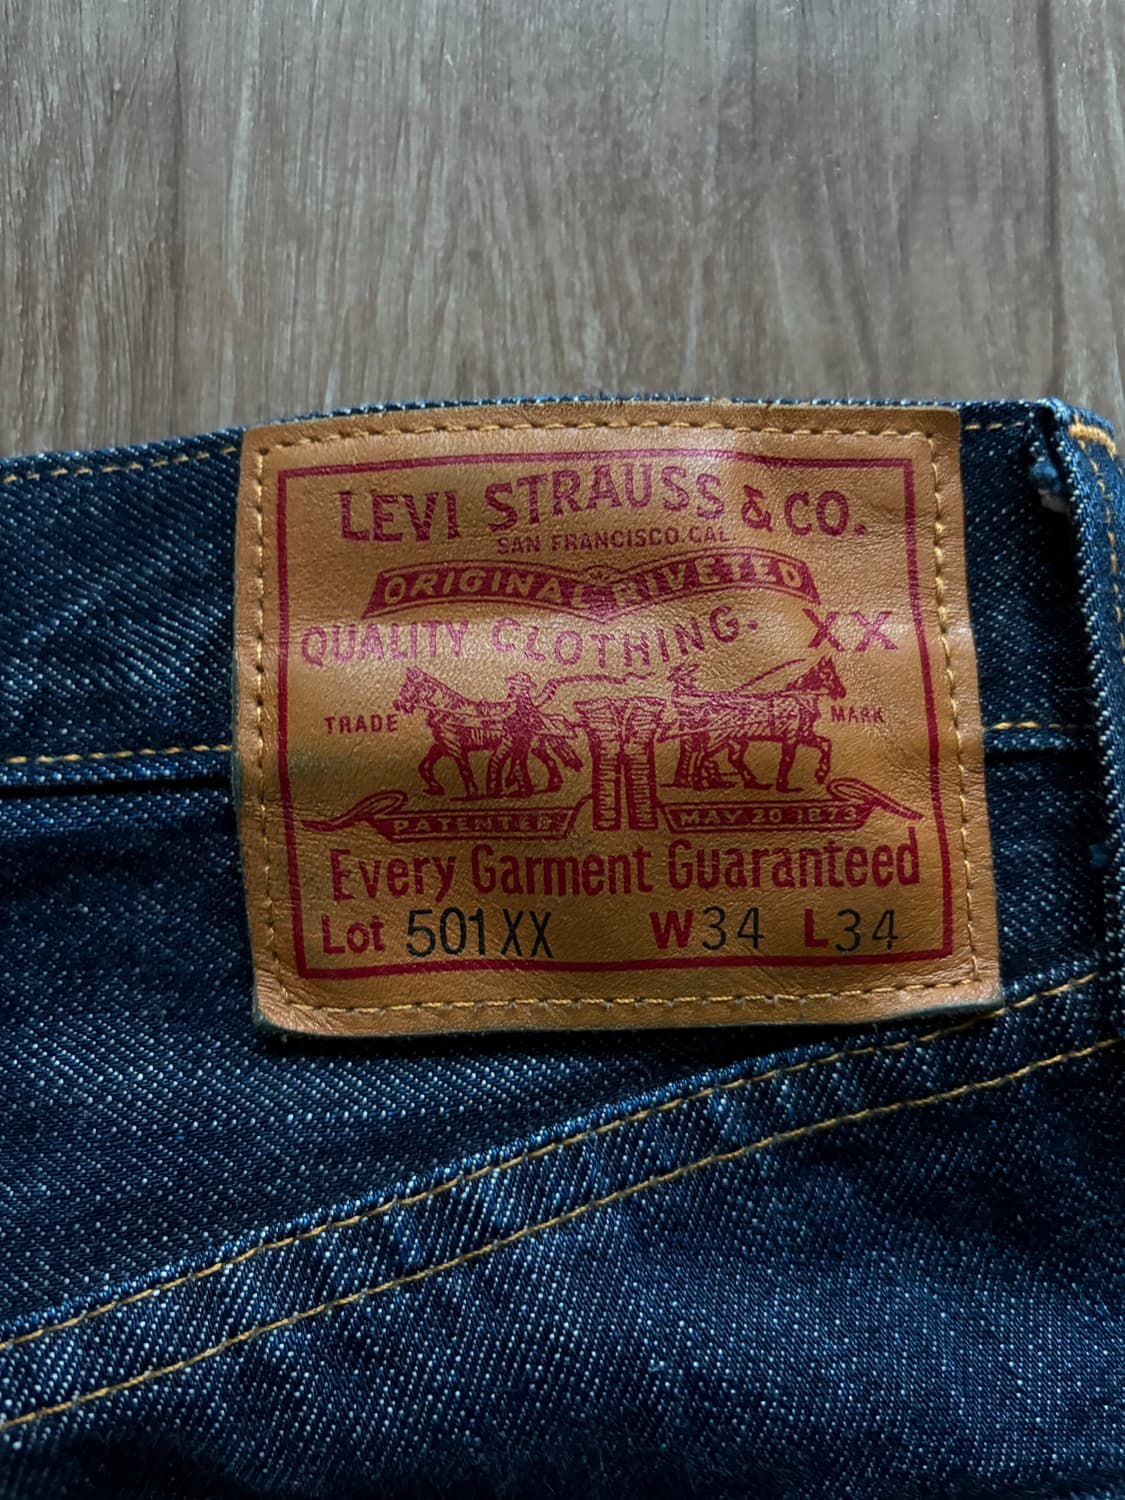 LEVI STRAUSS & CO.
SAN FRANCISCO.CAL
ORIGINAL RIVETED
QUALITY CLOTHING. XX
TRADE MARK
PATENTED MAY 20 1873
Every Garment Guaranteed
Lot 501XX W34 L34